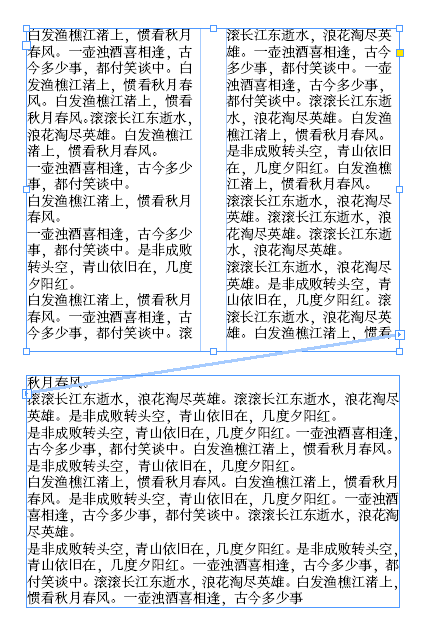 白发渔樵江渚上，惯看秋月
春风。一壶浊酒喜相逢，古
今多少事，都付笑谈中。白
发渔樵江渚上，惯看秋月春
风。白发渔樵江渚上，惯看
秋月春风。滚滚长江东逝水，
浪花淘尽英雄。白发渔樵江
渚上，惯看秋月春风。
一壶浊酒喜相逢，古今多少
事，都付笑谈中。
白发渔樵江渚上，惯看秋月
春风。
一壶浊酒喜相逢，古今多少
事，都付笑谈中。是非成败
转头空，青山依旧在，几度
夕阳红。
白发渔樵江渚上，惯看秋月
春风。一壶浊酒喜相逢，古
今多少事，都付笑谈中。滚
滚长江东逝水，浪花淘尽英
雄。一壶浊酒喜相逢，古今
多少事，都付笑谈中。一壶
浊酒喜相逢，古今多少事，
都付笑谈中。滚滚长江东逝
水，浪花淘尽英雄。白发渔
樵江渚上，惯看秋月春风。
是非成败转头空，青山依旧
在，几度夕阳红。白发渔樵
江渚上，惯看秋月春风。
滚滚长江东逝水，浪花淘尽
英雄。滚滚长江东逝水，浪
花淘尽英雄。滚滚长江东逝
水，浪花淘尽英雄。
滚滚长江东逝水，浪花淘尽
英雄。是非成败转头空，青
山依旧在，几度夕阳红。滚
滚长江东逝水，浪花淘尽英
雄。白发渔樵江渚上，惯看
秋月春风。
滚滚长江东逝水，浪花淘尽英雄。滚滚长江东逝水，浪花淘尽
英雄。是非成败转头空，青山依旧在，几度夕阳红。
是非成败转头空，青山依旧在，几度夕阳红。一壶浊酒喜相逢，
古今多少事，都付笑谈中。白发渔樵江渚上，惯看秋月春风。
是非成败转头空，青山依旧在，几度夕阳红。
白发渔樵江渚上，惯看秋月春风。白发渔樵江渚上，惯看秋月
春风。是非成败转头空，青山依旧在，几度夕阳红。一壶浊酒
喜相逢，古今多少事，都付笑谈中。滚滚长江东逝水，浪花淘
尽英雄。
是非成败转头空，青山依旧在，几度夕阳红。是非成败转头空，
青山依旧在，几度夕阳红。一壶浊酒喜相逢，古今多少事，都
付笑谈中。滚滚长江东逝水，浪花淘尽英雄。白发渔樵江渚上，
惯看秋月春风。一壶浊酒喜相逢，古今多少事